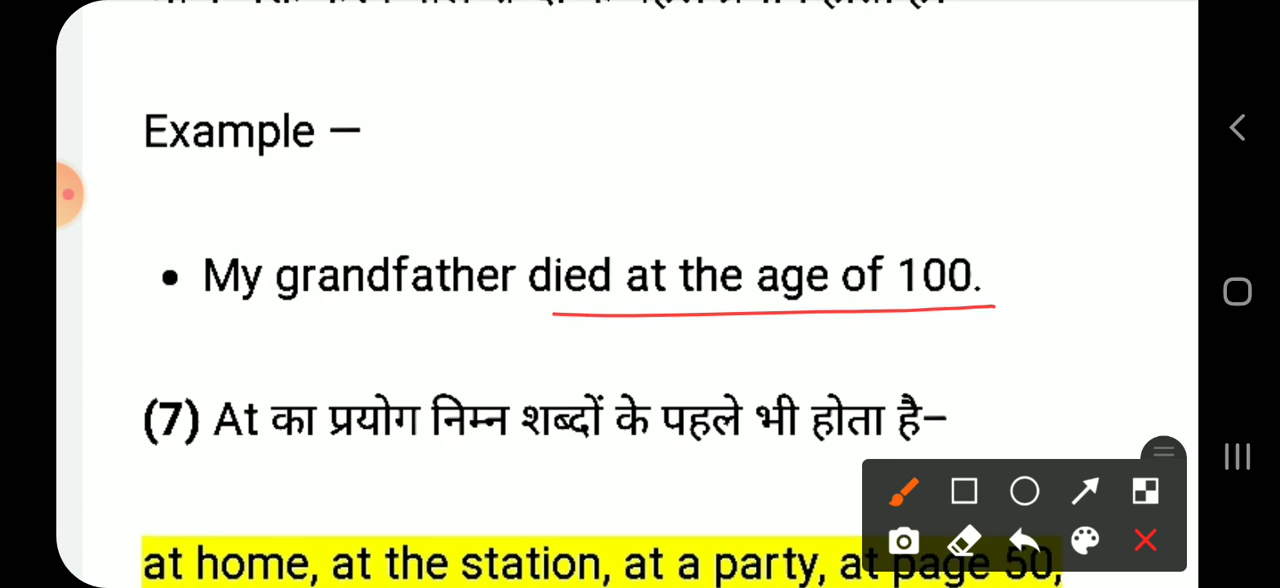 Example –
• My grandfather died at the age of 100.
(7) At का प्रयोग निम्न शब्दों के पहले भी होता है–
at home, at the station, at a party, at page 50,